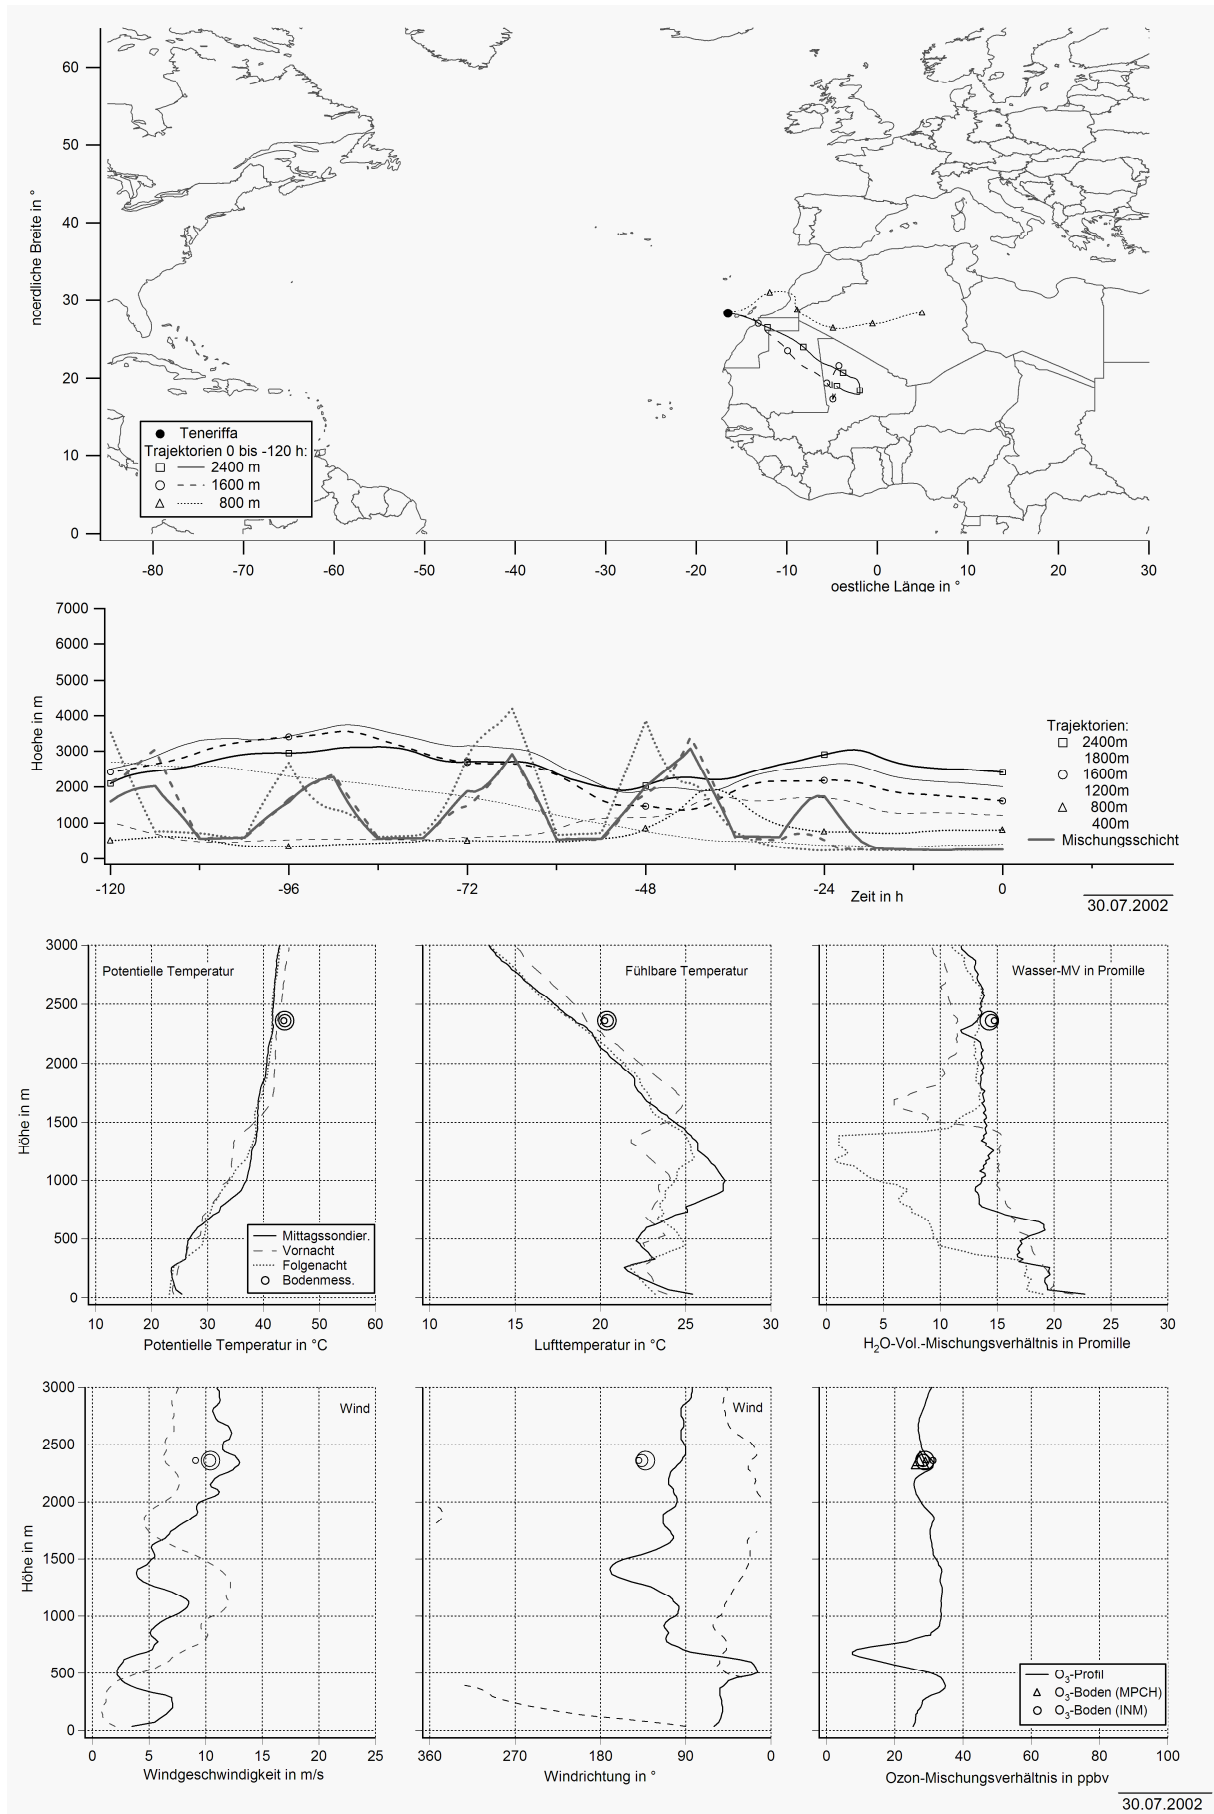 60
50
40
30
20
10
0
noerdliche Breite in °
Teneriffa
Trajektorien 0 bis -120 h:
2400 m
1600 m
800 m
-80 -70 -60 -50 -40 -30 -20 -10 0 10 20 30
oestliche Länge in °
7000
6000
5000
4000
3000
2000
1000
0
Hoehe in m
Trajektorien:
2400m
1800m
1600m
1200m
800m
400m
Mischungsschicht
-120 -96 -72 -48 -24 0
Zeit in h
30.07.2002
3000
2500
2000
1500
1000
500
0
Höhe in m
Potentielle Temperatur
Mittagssondier.
Vornacht
Folgenacht
Bodenmess.
10 20 30 40 50 60
Potentielle Temperatur in °C
Fühlbare Temperatur
10 15 20 25 30
Lufttemperatur in °C
Wasser-MV in Promille
0 5 10 15 20 25 30
H2O-Vol.-Mischungsverhältnis in Promille
3000
2500
2000
1500
1000
500
0
Höhe in m
Wind
0 5 10 15 20 25
Windgeschwindigkeit in m/s
Wind
360 270 180 90 0
Windrichtung in °
O3-Profil
O3-Boden (MPCH)
O3-Boden (INM)
0 20 40 60 80 100
Ozon-Mischungsverhältnis in ppbv
30.07.2002